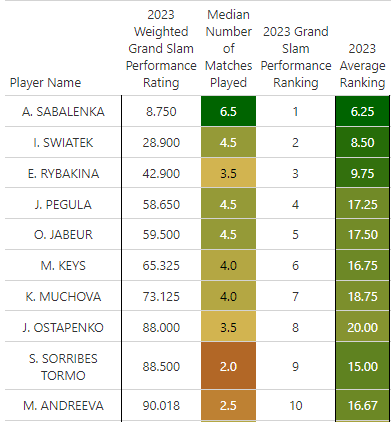 2023 Weighted Grand Slam Performance Rating
Median Number of Matches Played
2023 Grand Slam Performance Ranking
2023 Average Ranking
Player Name
A. SABALENKA 8.750 6.5 1 6.25
I. SWIATEK 28.900 4.5 2 8.50
E. RYBAKINA 42.900 3.5 3 9.75
J. PEGULA 58.650 4.5 4 17.25
O. JABEUR 59.500 4.5 5 17.50
M. KEYS 65.325 4.0 6 16.75
K. MUCHOVA 73.125 4.0 7 18.75
J. OSTAPENKO 88.000 3.5 8 20.00
S. SORRIBES
TORMO 88.500 2.0 9 15.00
M. ANDREEVA 90.018 2.5 10 16.67